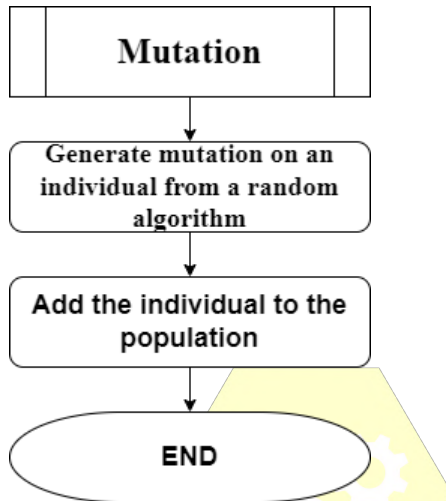 Mutation
Generate mutation on an
individual from a random
algorithm
Add the individual to the
population
END